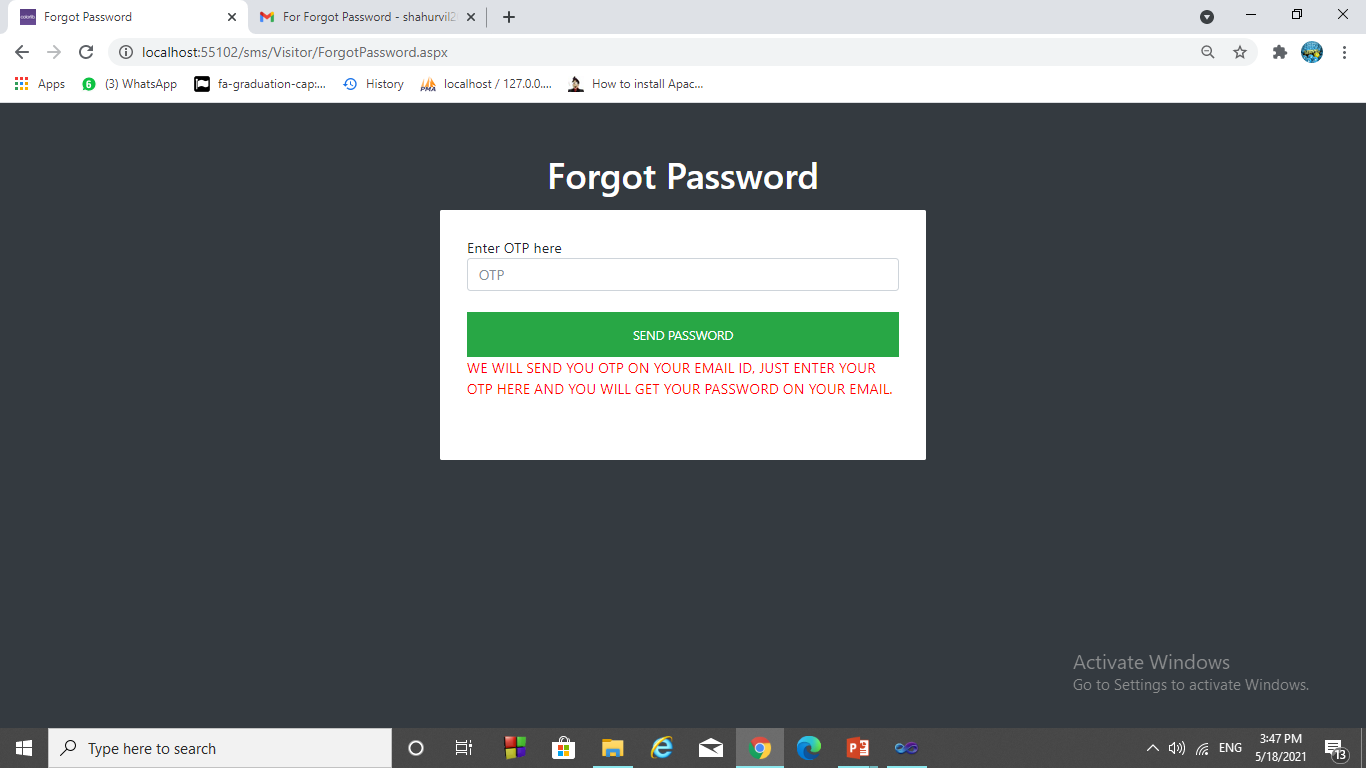 Forgot Password
For Forgot Password - shahurvil2
localhost:55102/sms/Visitor/ForgotPassword.aspx
Apps
6
(3) WhatsApp
fa-graduation-cap:...
History
PMA
localhost / 127.0.0....
How to install Apac...
Forgot Password
Enter OTP here
OTP
SEND PASSWORD
WE WILL SEND YOU OTP ON YOUR EMAIL ID, JUST ENTER YOUR
OTP HERE AND YOU WILL GET YOUR PASSWORD ON YOUR EMAIL.
Activate Windows
Go to Settings to activate Windows.
Type here to search
ENG
3:47 PM
5/18/2021
13